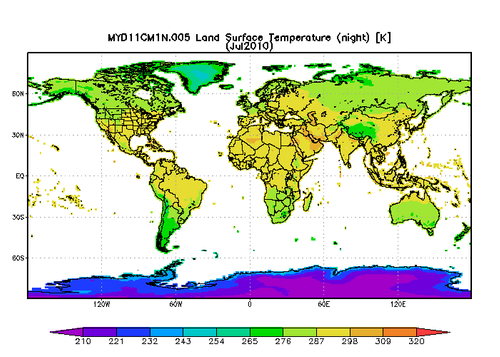 MYD11CM1N.005 Land Surface Temperature (night) [K]
(Jul2010)
60N
30N
EQ
30S
60S
120W 60W 0 60E 120E
210 221 232 243 254 265 276 287 298 309 320